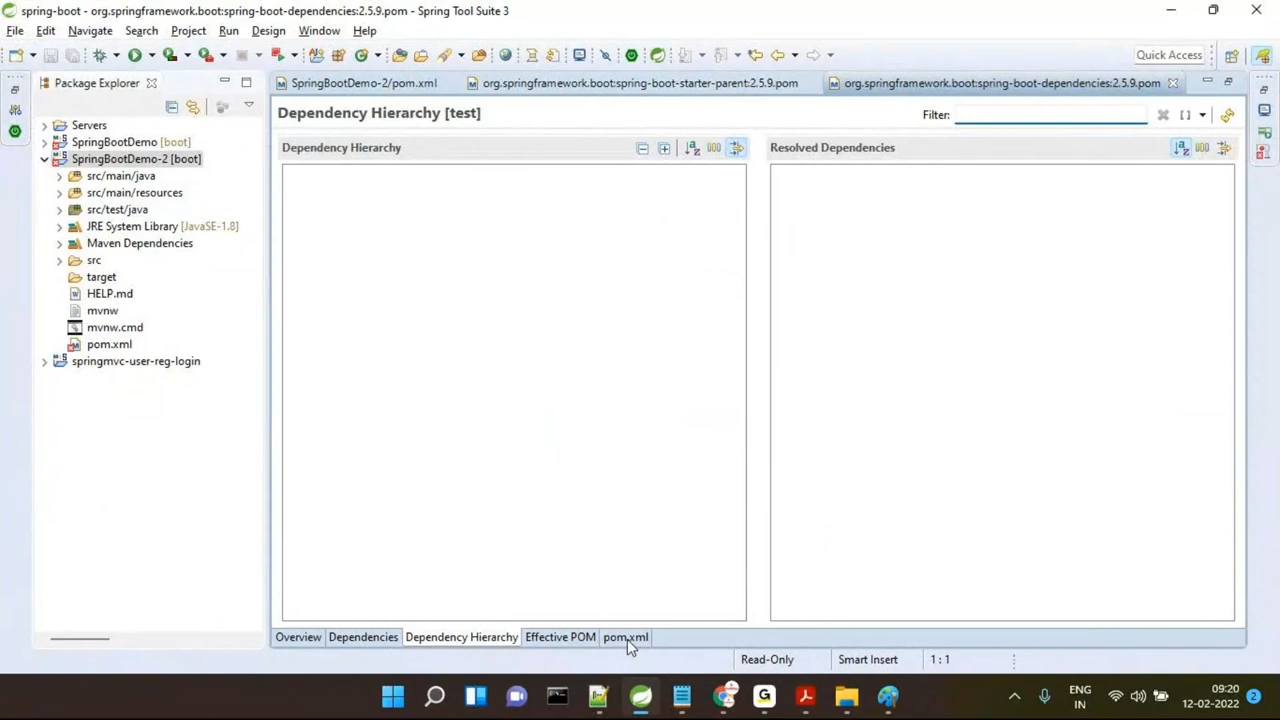 spring-boot - org.springframework.boot:spring-boot-dependencies:2.5.9.pom - Spring Tool Suite 3
File Edit Navigate Search Project Run Design Window Help
Quick Access
Package Explorer
SpringBootDemo-2/pom.xml
org.springframework.boot:spring-boot-starter-parent:2.5.9.pom
org.springframework.boot:spring-boot-dependencies:2.5.9.pom
Servers
SpringBootDemo [boot]
SpringBootDemo-2 [boot]
src/main/java
src/main/resources
src/test/java
JRE System Library [JavaSE-1.8]
Maven Dependencies
src
target
HELP.md
mvnw
mvnw.cmd
pom.xml
springmvc-user-reg-login
Dependency Hierarchy [test]
Filter:
Dependency Hierarchy
Resolved Dependencies
Overview Dependencies Dependency Hierarchy Effective POM pom.xml
Read-Only Smart Insert 1 : 1
ENG
IN
09:20
12-02-2022
2